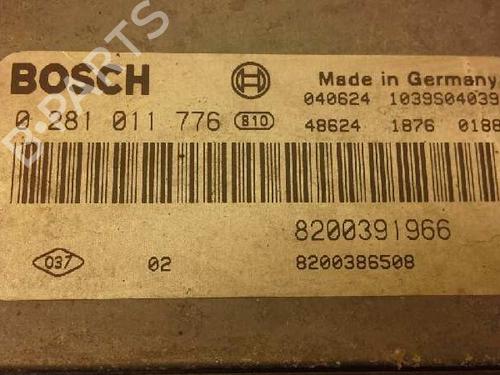 BOSCH
Made in Germany
040624 1039S04039
0 281 011 776 810
48624 1876 0188
8200391966
037 02 8200386508
B-PARTS